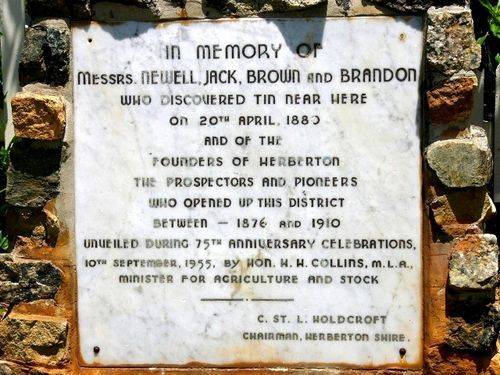 IN MEMORY OF
MESSRS. NEWELL, JACK, BROWN AND BRANDON
WHO DISCOVERED TIN NEAR HERE
ON 20TH APRIL, 1880
AND OF THE
FOUNDERS OF HERBERTON
THE PROSPECTORS AND PIONEERS
WHO OPENED UP THIS DISTRICT
BETWEEN — 1876 AND 1910
UNVEILED DURING 75TH ANNIVERSARY CELEBRATIONS,
10TH SEPTEMBER, 1955, BY HON. H. H. COLLINS, M.L.A.,
MINISTER FOR AGRICULTURE AND STOCK
C. ST. L. HOLDCROFT
CHAIRMAN, HERBERTON SHIRE.